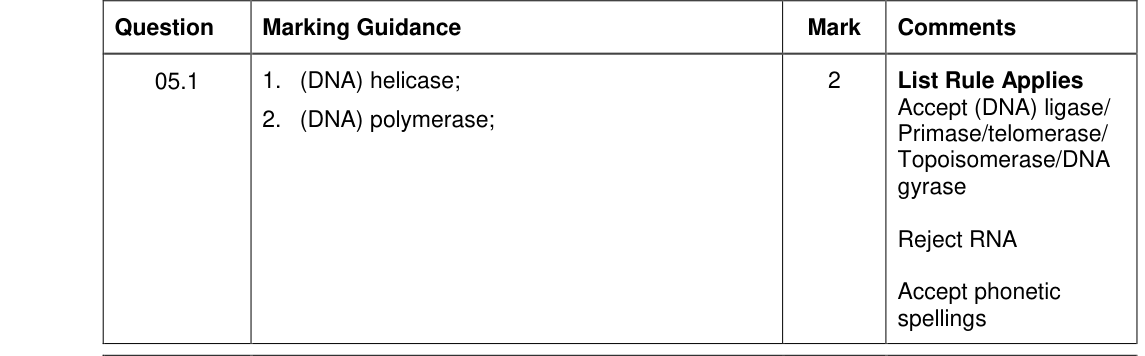 Question Marking Guidance Mark Comments
05.1 1. (DNA) helicase; 2 List Rule Applies
Accept (DNA) ligase/
2. (DNA) polymerase;
Primase/telomerase/
Topoisomerase/DNA
gyrase
Reject RNA
Accept phonetic
spellings